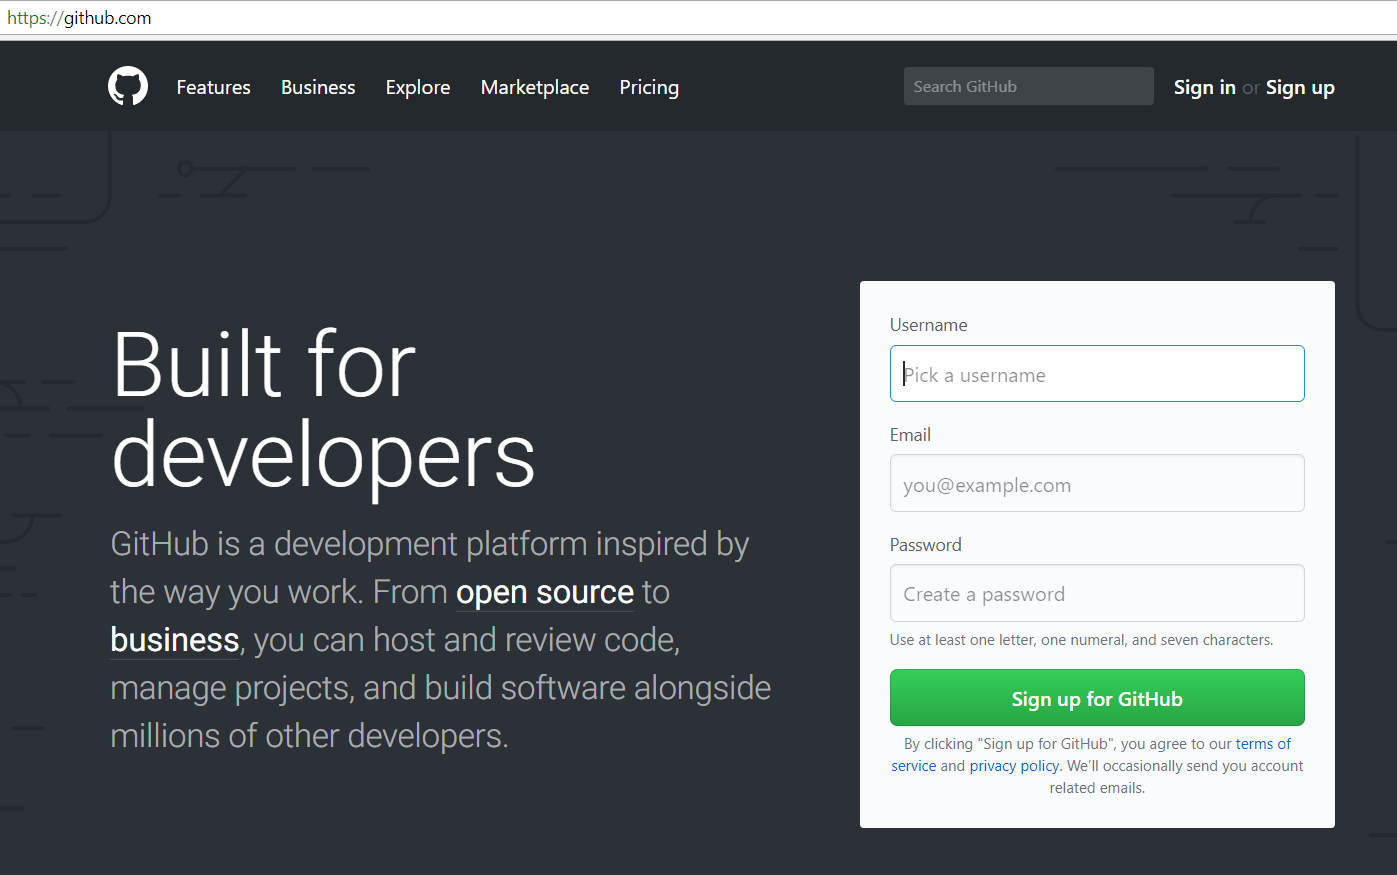 https://github.com
Features Business Explore Marketplace Pricing Search GitHub Sign in or Sign up
Built for
developers
GitHub is a development platform inspired by
the way you work. From open source to
business, you can host and review code,
manage projects, and build software alongside
millions of other developers.
Username
Pick a username
Email
you@example.com
Password
Create a password
Use at least one letter, one numeral, and seven characters.
Sign up for GitHub
By clicking "Sign up for GitHub", you agree to our terms of
service and privacy policy. We’ll occasionally send you account
related emails.